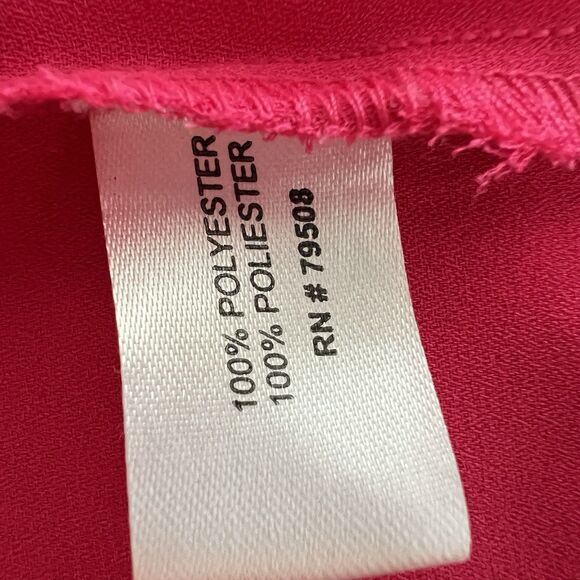 100% POLYESTER
100% POLIESTER
RN # 79508